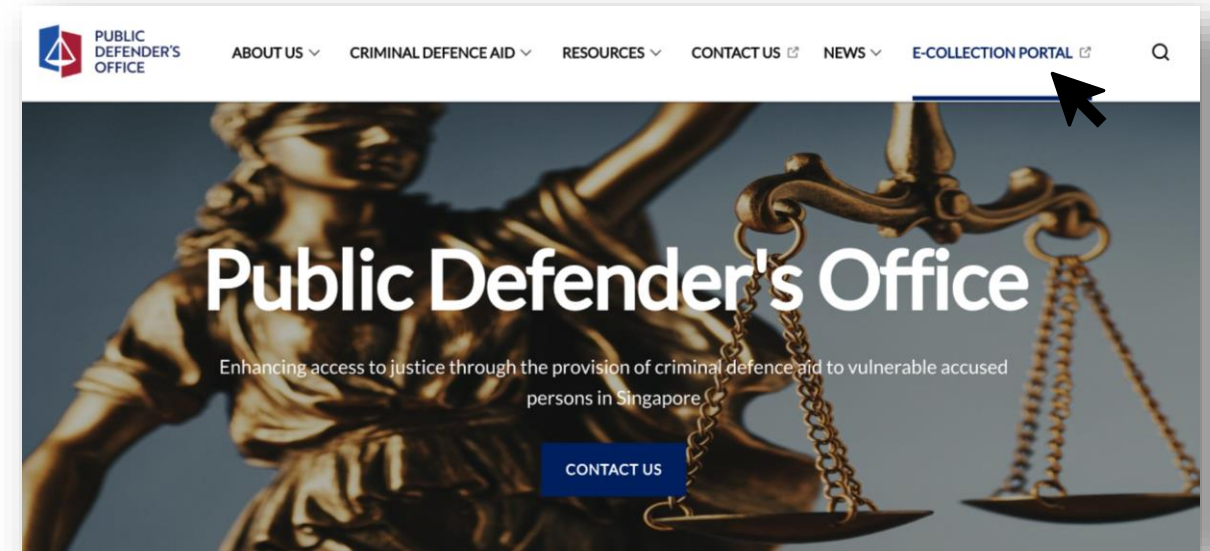 PUBLIC
DEFENDER'S
OFFICE
ABOUT US
CRIMINAL DEFENCE AID
RESOURCES
CONTACT US
NEWS
E-COLLECTION PORTAL
Public Defender's Office
Enhancing access to justice through the provision of criminal defence aid to vulnerable accused
persons in Singapore
CONTACT US